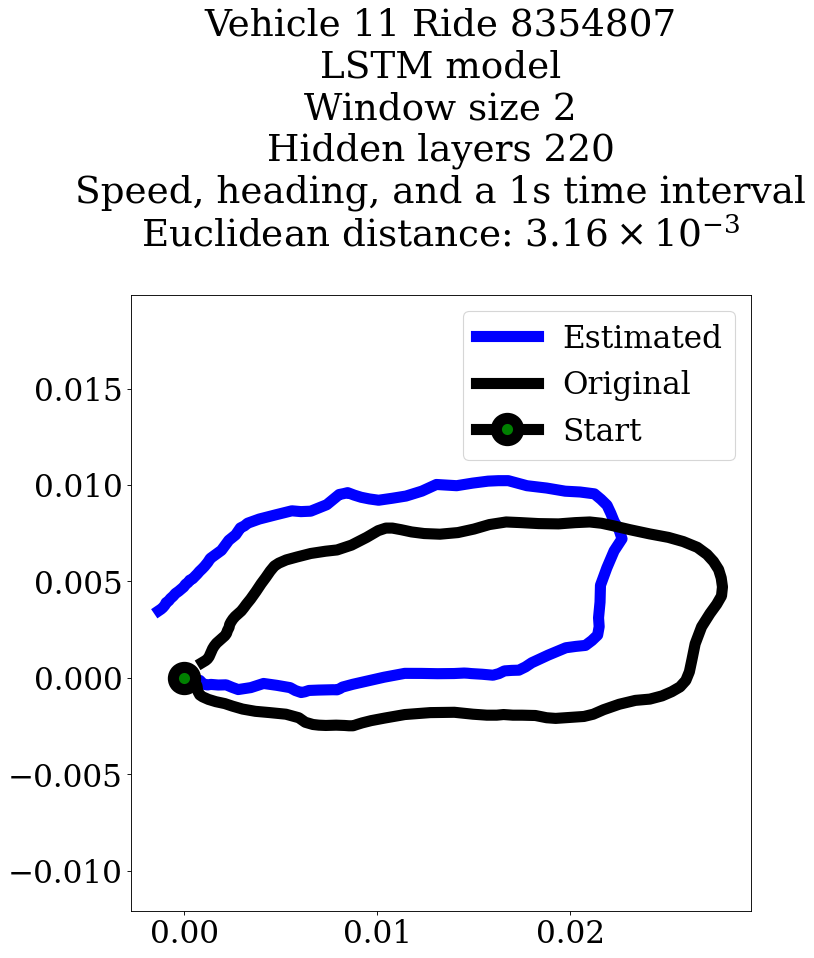 Vehicle 11 Ride 8354807
LSTM model
Window size 2
Hidden layers 220
Speed, heading, and a 1s time interval
Euclidean distance: 3.16 × 10⁻³
Estimated
Original
Start
0.015
0.010
0.005
0.000
−0.005
−0.010
0.00 0.01 0.02